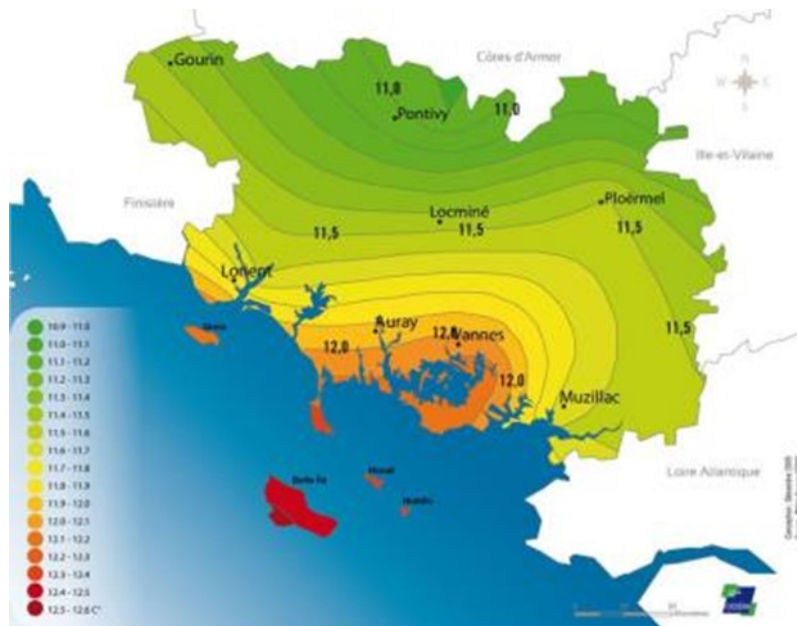 Côres d'Armor
N
W
S
Gourin
11,0
Pontivy
11,0
Ille-et-Vilaine
Finistère
Ploërmel
Locminé
11,5
11,5
11,5
Lorient
Auray
12,0
Vannes
11,5
12,0
12,0
Muzillac
Loire Atlantique
Belle Ile
Houat
10.9 - 11.0
11.0 - 11.1
11.1 - 11.2
11.2 - 11.3
11.3 - 11.4
11.4 - 11.5
11.5 - 11.6
11.6 - 11.7
11.7 - 11.8
11.8 - 11.9
11.9 - 12.0
12.0 - 12.1
12.1 - 12.2
12.2 - 12.3
12.3 - 12.4
12.4 - 12.5
12.5 - 12.6 C°